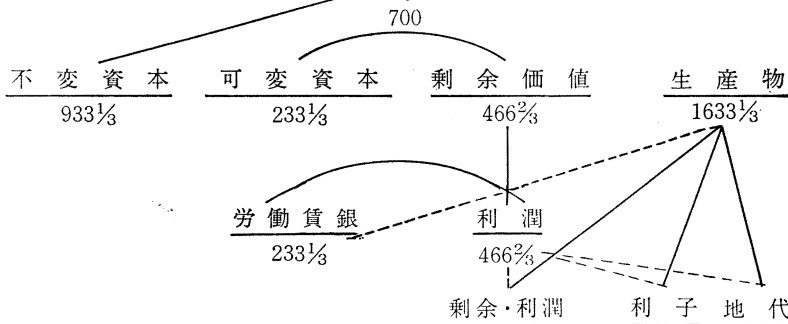 700
不変資本 可変資本 剰余価値 生産物
933⅓ 233⅓ 466⅔ 1633⅓
労働賃銀 利潤
233⅓ 466⅔
剰余・利潤 利子 地代